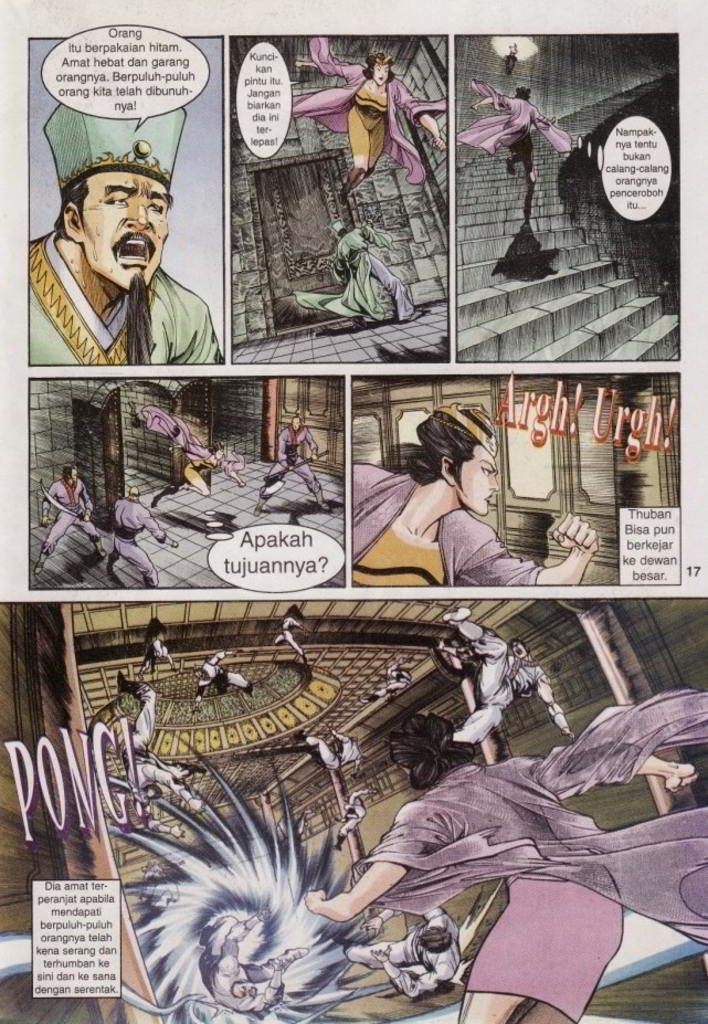 Orang
itu berpakaian hitam.
Amat hebat dan garang
orangnya. Berpuluh-puluh
orang kita telah dibunuh-
nya!
Kunci-
kan
pintu itu.
Jangan
biarkan
dia
ter-
lepas!
Nampak-
nya tentu
bukan
calang-calang
orangnya
penceroboh
itu...
Apakah
tujuannya?
Argh! Urgh!
Thuban
Bisa pun
berkejar
ke dewan
besar.
17
PONG!
Dia amat ter-
peranjat apabila
mendapati
berpuluh-puluh
orangnya telah
kena serang dan
terhumban ke
sini dan ke sana
dengan serentak.